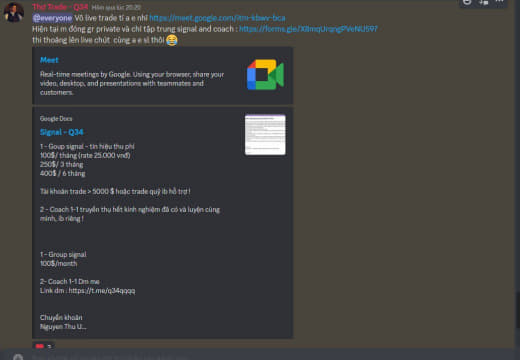 Thợ Trade - Q34 Hôm qua lúc 20:20
@everyone Vô live trade tí a e nhỉ https://meet.google.com/itm-kbwv-bca
Hiện tại m đóng gr private và chỉ tập trung signal and coach : https://forms.gle/X8mqUrqngPVeNUS97
thi thoảng lên live chút cùng a e sl thôi 😂
Meet
Real-time meetings by Google. Using your browser, share your
video, desktop, and presentations with teammates and
customers.
Google Docs
Signal - Q34
1 - Goup signal - tín hiệu thu phí
100$/ tháng (rate 25.000 vnđ)
250$/ 3 tháng
400$ / 6 tháng
Tài khoản trade > 5000 $ hoặc trade quỹ ib hỗ trợ !
2 - Coach 1-1 truyền thụ hết kinh nghiệm đã có và luyện cùng
mình, ib riêng !
1 - Group signal
100$/month
2- Coach 1-1 Dm me
Link dm : https://t.me/q34qqqq
Chuyển khoản
Nguyen Thu U...